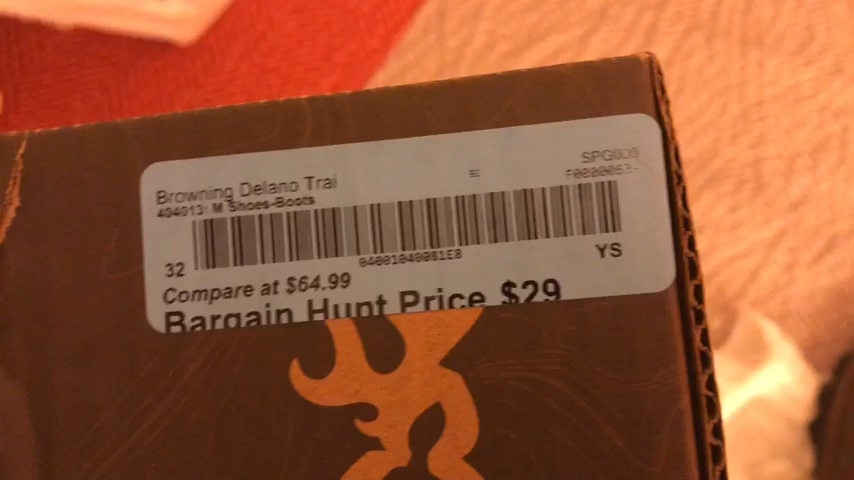 Browning Delano Trai
SPG000
404013: M Shoes-Boots
32
YS
Compare at $64.99
Bargain Hunt Price $29